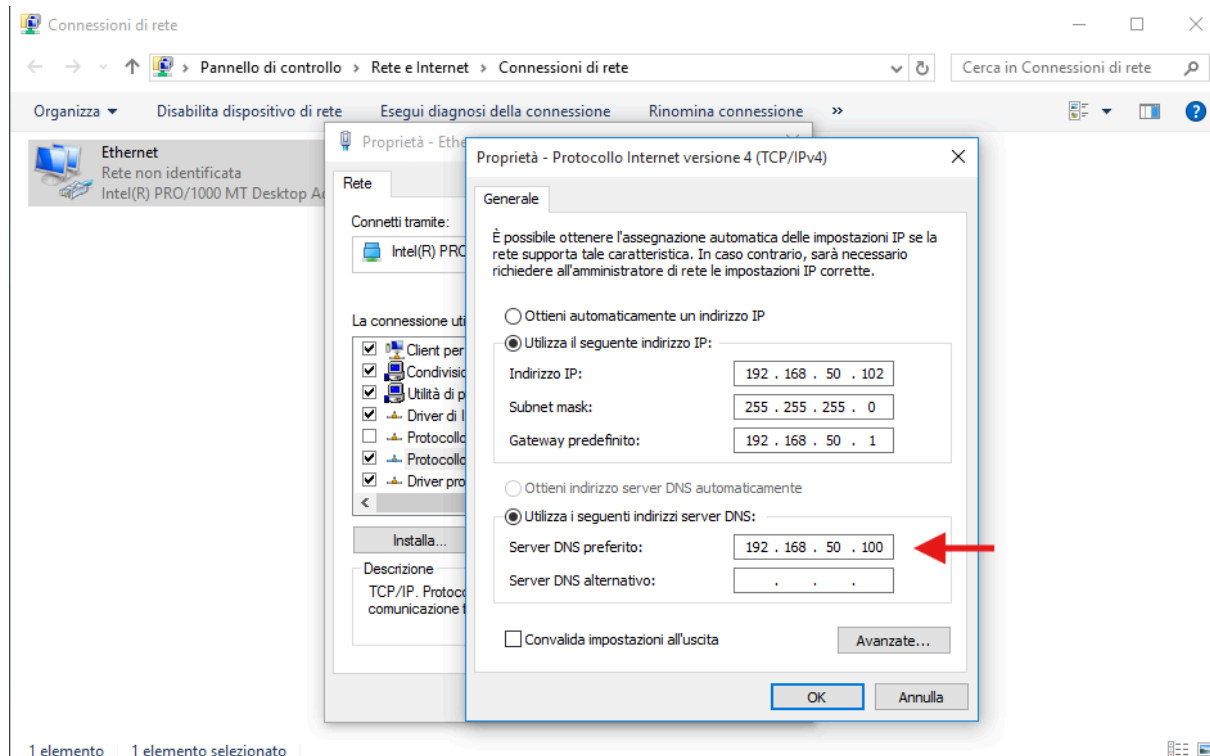 Connessioni di rete
Pannello di controllo > Rete e Internet > Connessioni di rete
Cerca in Connessioni di rete
Organizza Disabilita dispositivo di rete Esegui diagnosi della connessione Rinomina connessione »
Ethernet
Rete non identificata
Intel(R) PRO/1000 MT Desktop
Proprietà -
Rete
Connetti tramite:
Intel(R)
La connessione
Client per
Utilità di
Driver di
Protocollo
Protocollo
Driver
Installa...
Descrizione
TCP/IP.
comunicazione
Proprietà - Protocollo Internet versione 4 (TCP/IPv4)
Generale
È possibile ottenere l'assegnazione automatica delle impostazioni IP se la
rete supporta tale caratteristica. In caso contrario, sarà necessario
richiedere all'amministratore di rete le impostazioni IP corrette.
Ottieni automaticamente un indirizzo IP
Utilizza il seguente indirizzo IP:
Indirizzo IP: 192 . 168 . 50 . 102
Subnet mask: 255 . 255 . 255 . 0
Gateway predefinito: 192 . 168 . 50 . 1
Ottieni indirizzo server DNS automaticamente
Utilizza i seguenti indirizzi server DNS:
Server DNS preferito: 192 . 168 . 50 . 100
Server DNS alternativo: . . .
Convalida impostazioni all'uscita
Avanzate...
OK Annulla
1 elemento 1 elemento selezionato